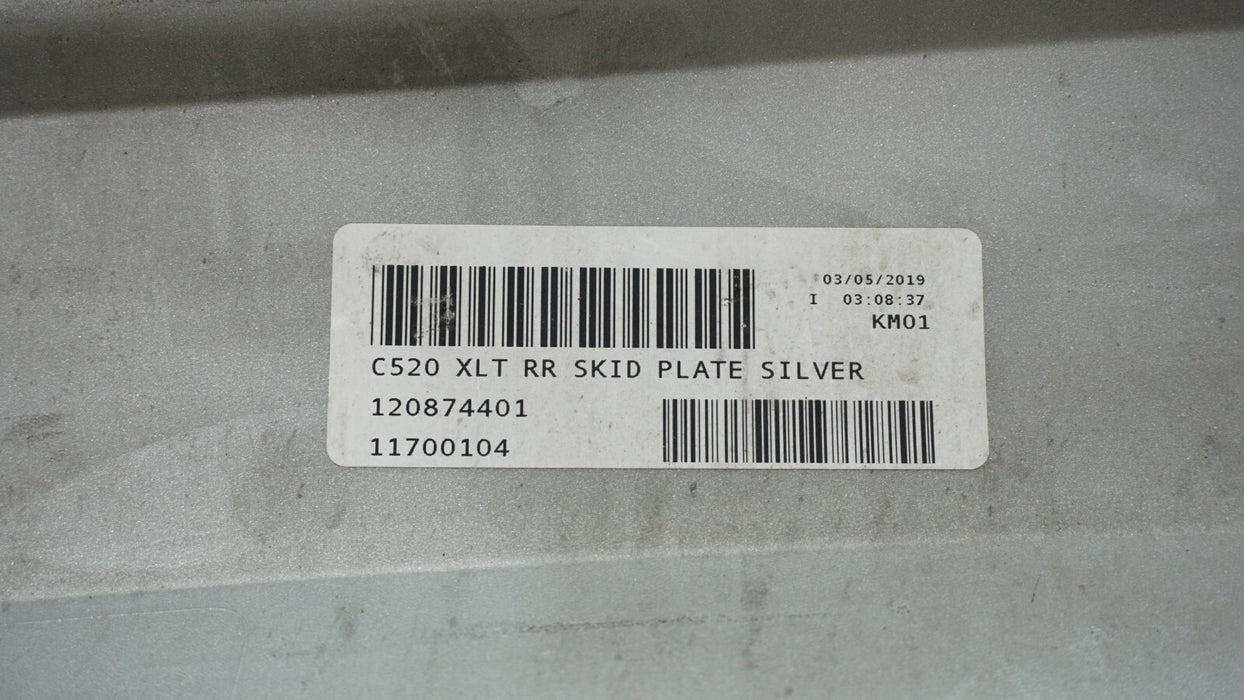 03/05/2019
I 03:08:37
KM01
C520 XLT RR SKID PLATE SILVER
120874401
11700104